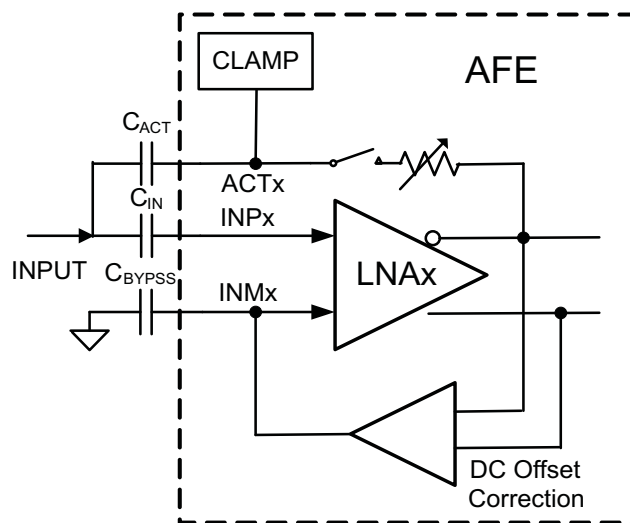 CLAMP
AFE
CACT
ACTx
CIN
INPx
INPUT
LNAx
CBYPSS
INMx
DC Offset
Correction